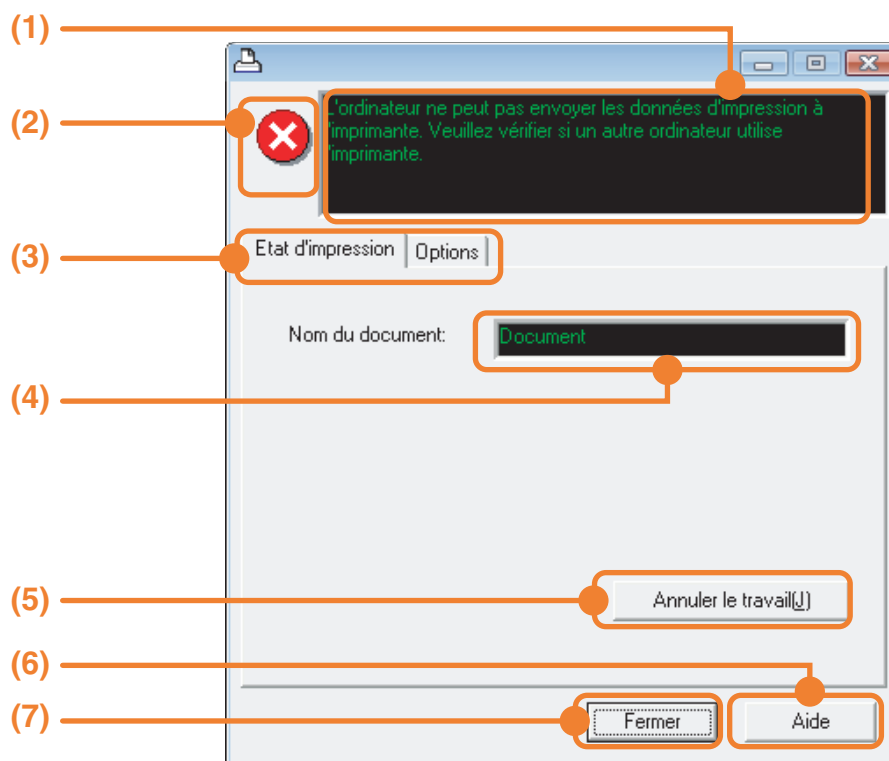 (1)
(2)
L'ordinateur ne peut pas envoyer les données d'impression à
l'imprimante. Veuillez vérifier si un autre ordinateur utilise
l'imprimante.
(3)
Etat d'impression
Options
Nom du document:
Document
(4)
(5)
Annuler le travail(J)
(6)
(7)
Fermer
Aide